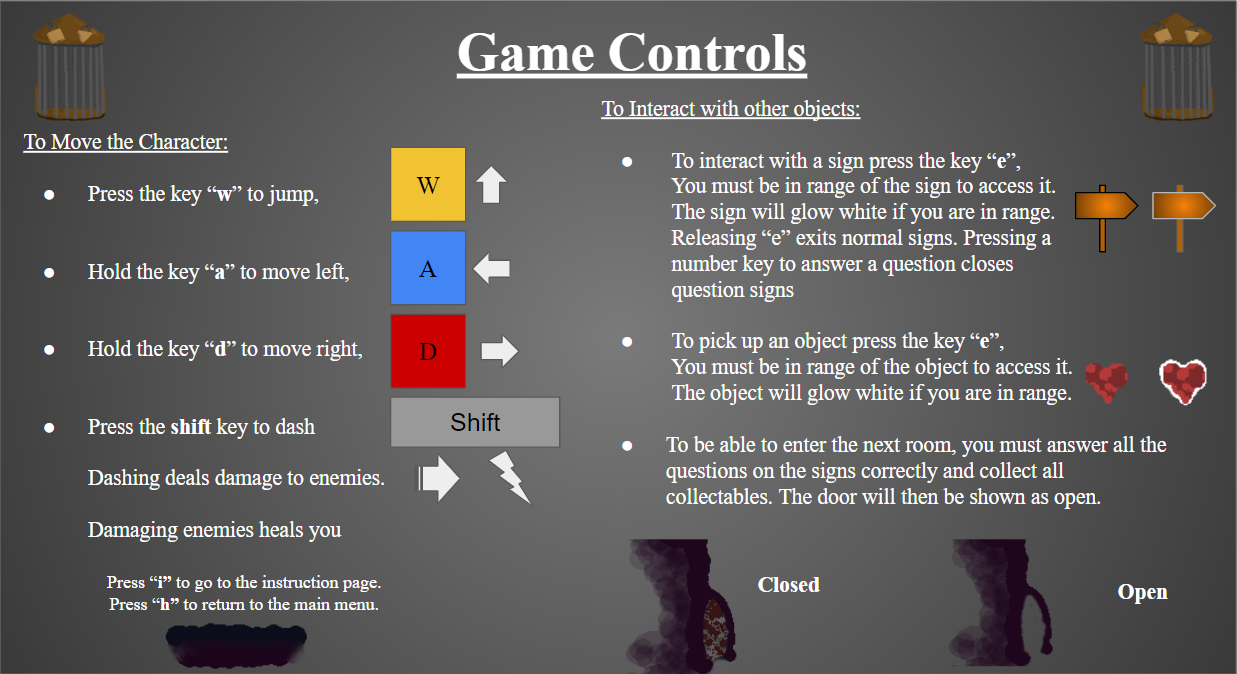 Game Controls
To Move the Character:
● Press the key “w” to jump,
W
● Hold the key “a” to move left,
A
● Hold the key “d” to move right,
D
● Press the shift key to dash
Shift
Dashing deals damage to enemies.
Damaging enemies heals you
Press “i” to go to the instruction page.
Press “h” to return to the main menu.
To Interact with other objects:
● To interact with a sign press the key “e”,
You must be in range of the sign to access it.
The sign will glow white if you are in range.
Releasing “e” exits normal signs. Pressing a
number key to answer a question closes
question signs
● To pick up an object press the key “e”,
You must be in range of the object to access it.
The object will glow white if you are in range.
● To be able to enter the next room, you must answer all the
questions on the signs correctly and collect all
collectables. The door will then be shown as open.
Closed
Open